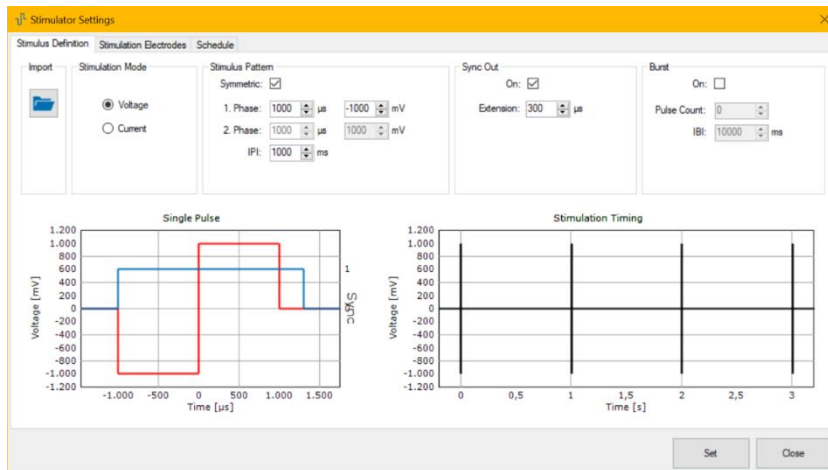 Stimulator Settings
Stimulus Definition Stimulation Electrodes Schedule
Import
Stimulation Mode
Voltage
Current
Stimulus Pattern
Symmetric:
1. Phase: 1000 µs -1000 mV
2. Phase: 1000 µs 1000 mV
IPI: 1000 ms
Sync Out
On:
Extension: 300 µs
Burst
On:
Pulse Count: 0
IBI: 10000 ms
Single Pulse
Voltage [mV]
1.200
1.000
800
600
400
200
0
-200
-400
-600
-800
-1.000
-1.200
1
Sync
-1.000 -500 0 500 1.000 1.500
Time [µs]
Stimulation Timing
Voltage [mV]
1.200
1.000
800
600
400
200
0
-200
-400
-600
-800
-1.000
-1.200
0 0,5 1 1,5 2 2,5 3
Time [s]
Set Close